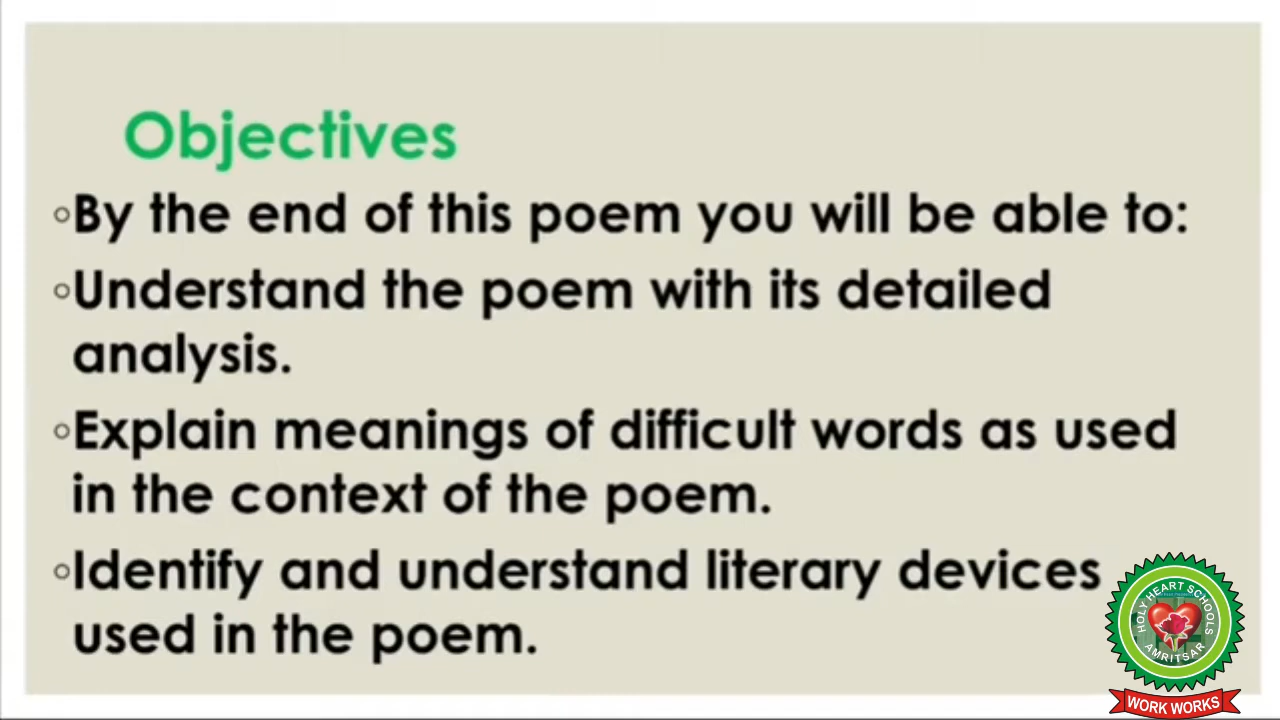 Objectives
◦By the end of this poem you will be able to:
◦Understand the poem with its detailed
analysis.
◦Explain meanings of difficult words as used
in the context of the poem.
◦Identify and understand literary devices
used in the poem.
HOLY HEART SCHOOLS
AMRITSAR
WORK WORKS